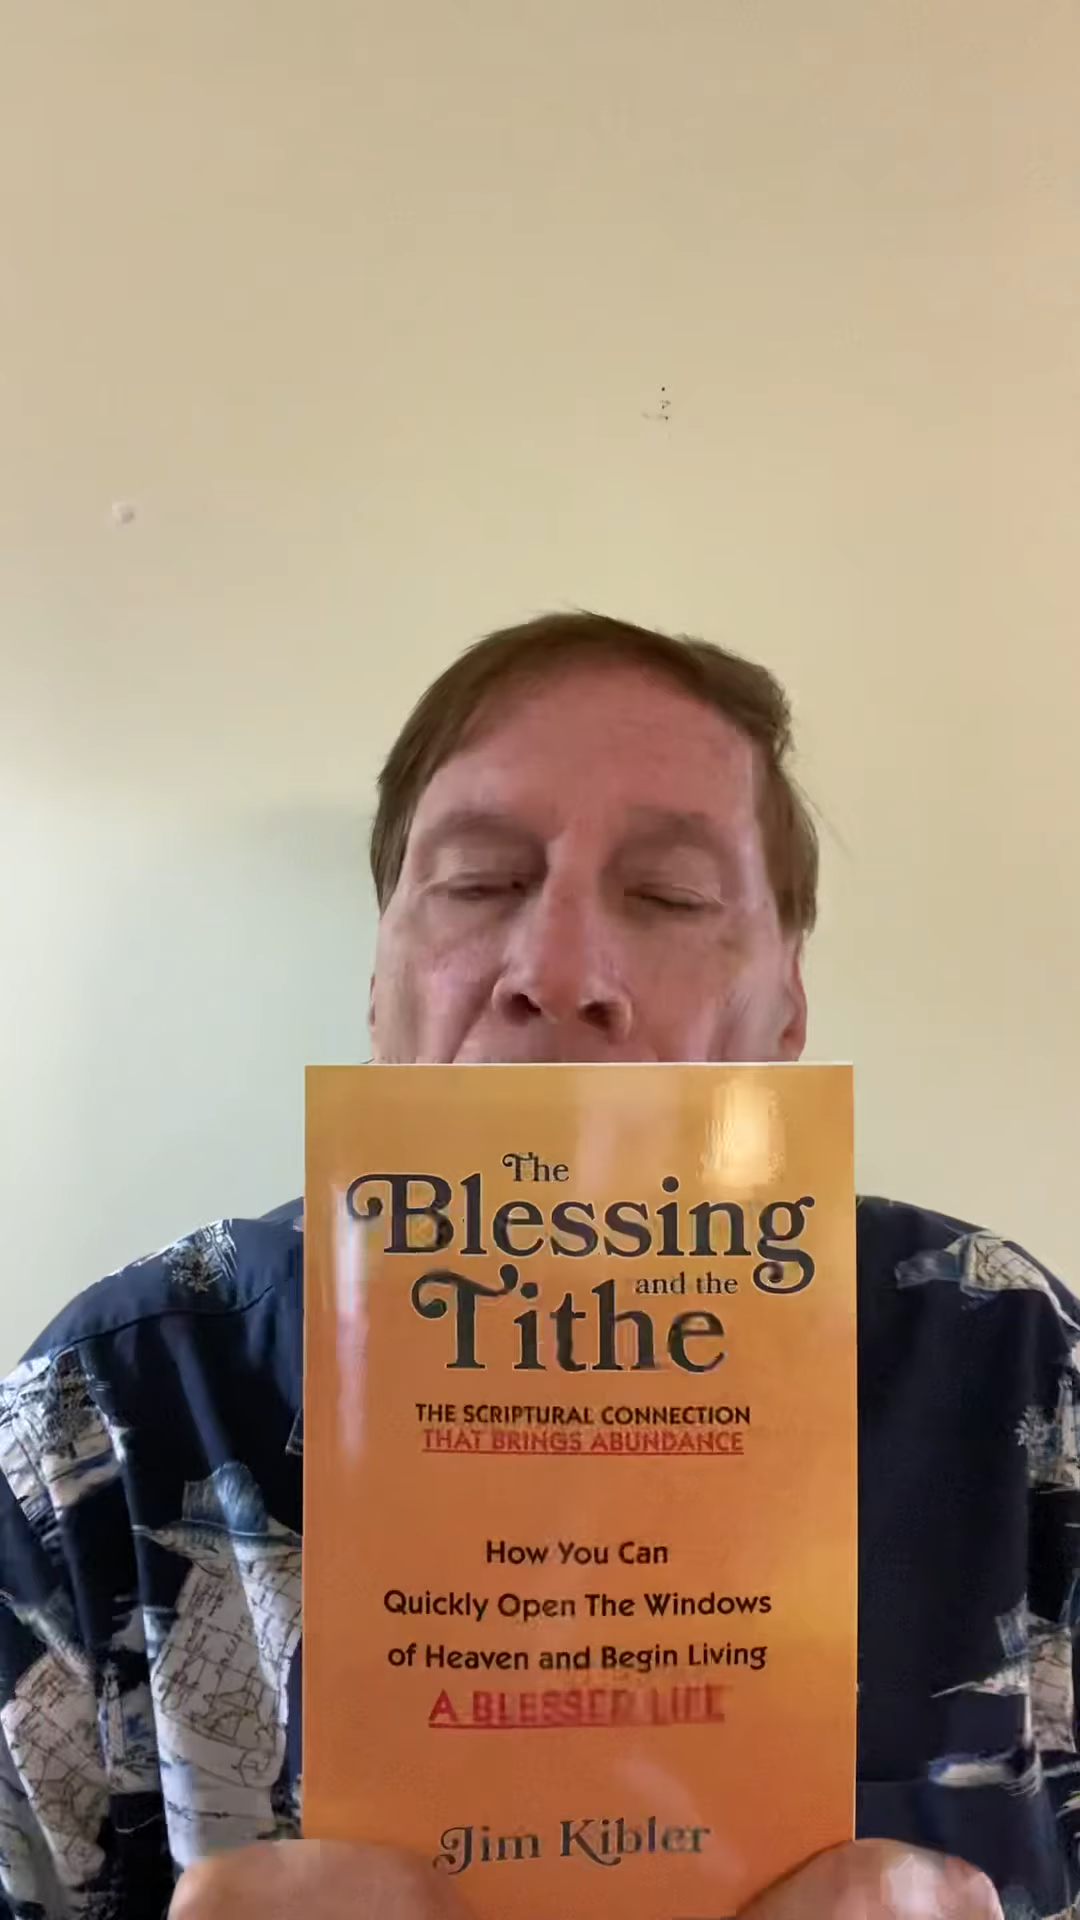 The
Blessing
and the
Tithe
THE SCRIPTURAL CONNECTION
THAT BRINGS ABUNDANCE
How You Can
Quickly Open The Windows
of Heaven and Begin Living
A BLESSED LIFE
Jim Kibler